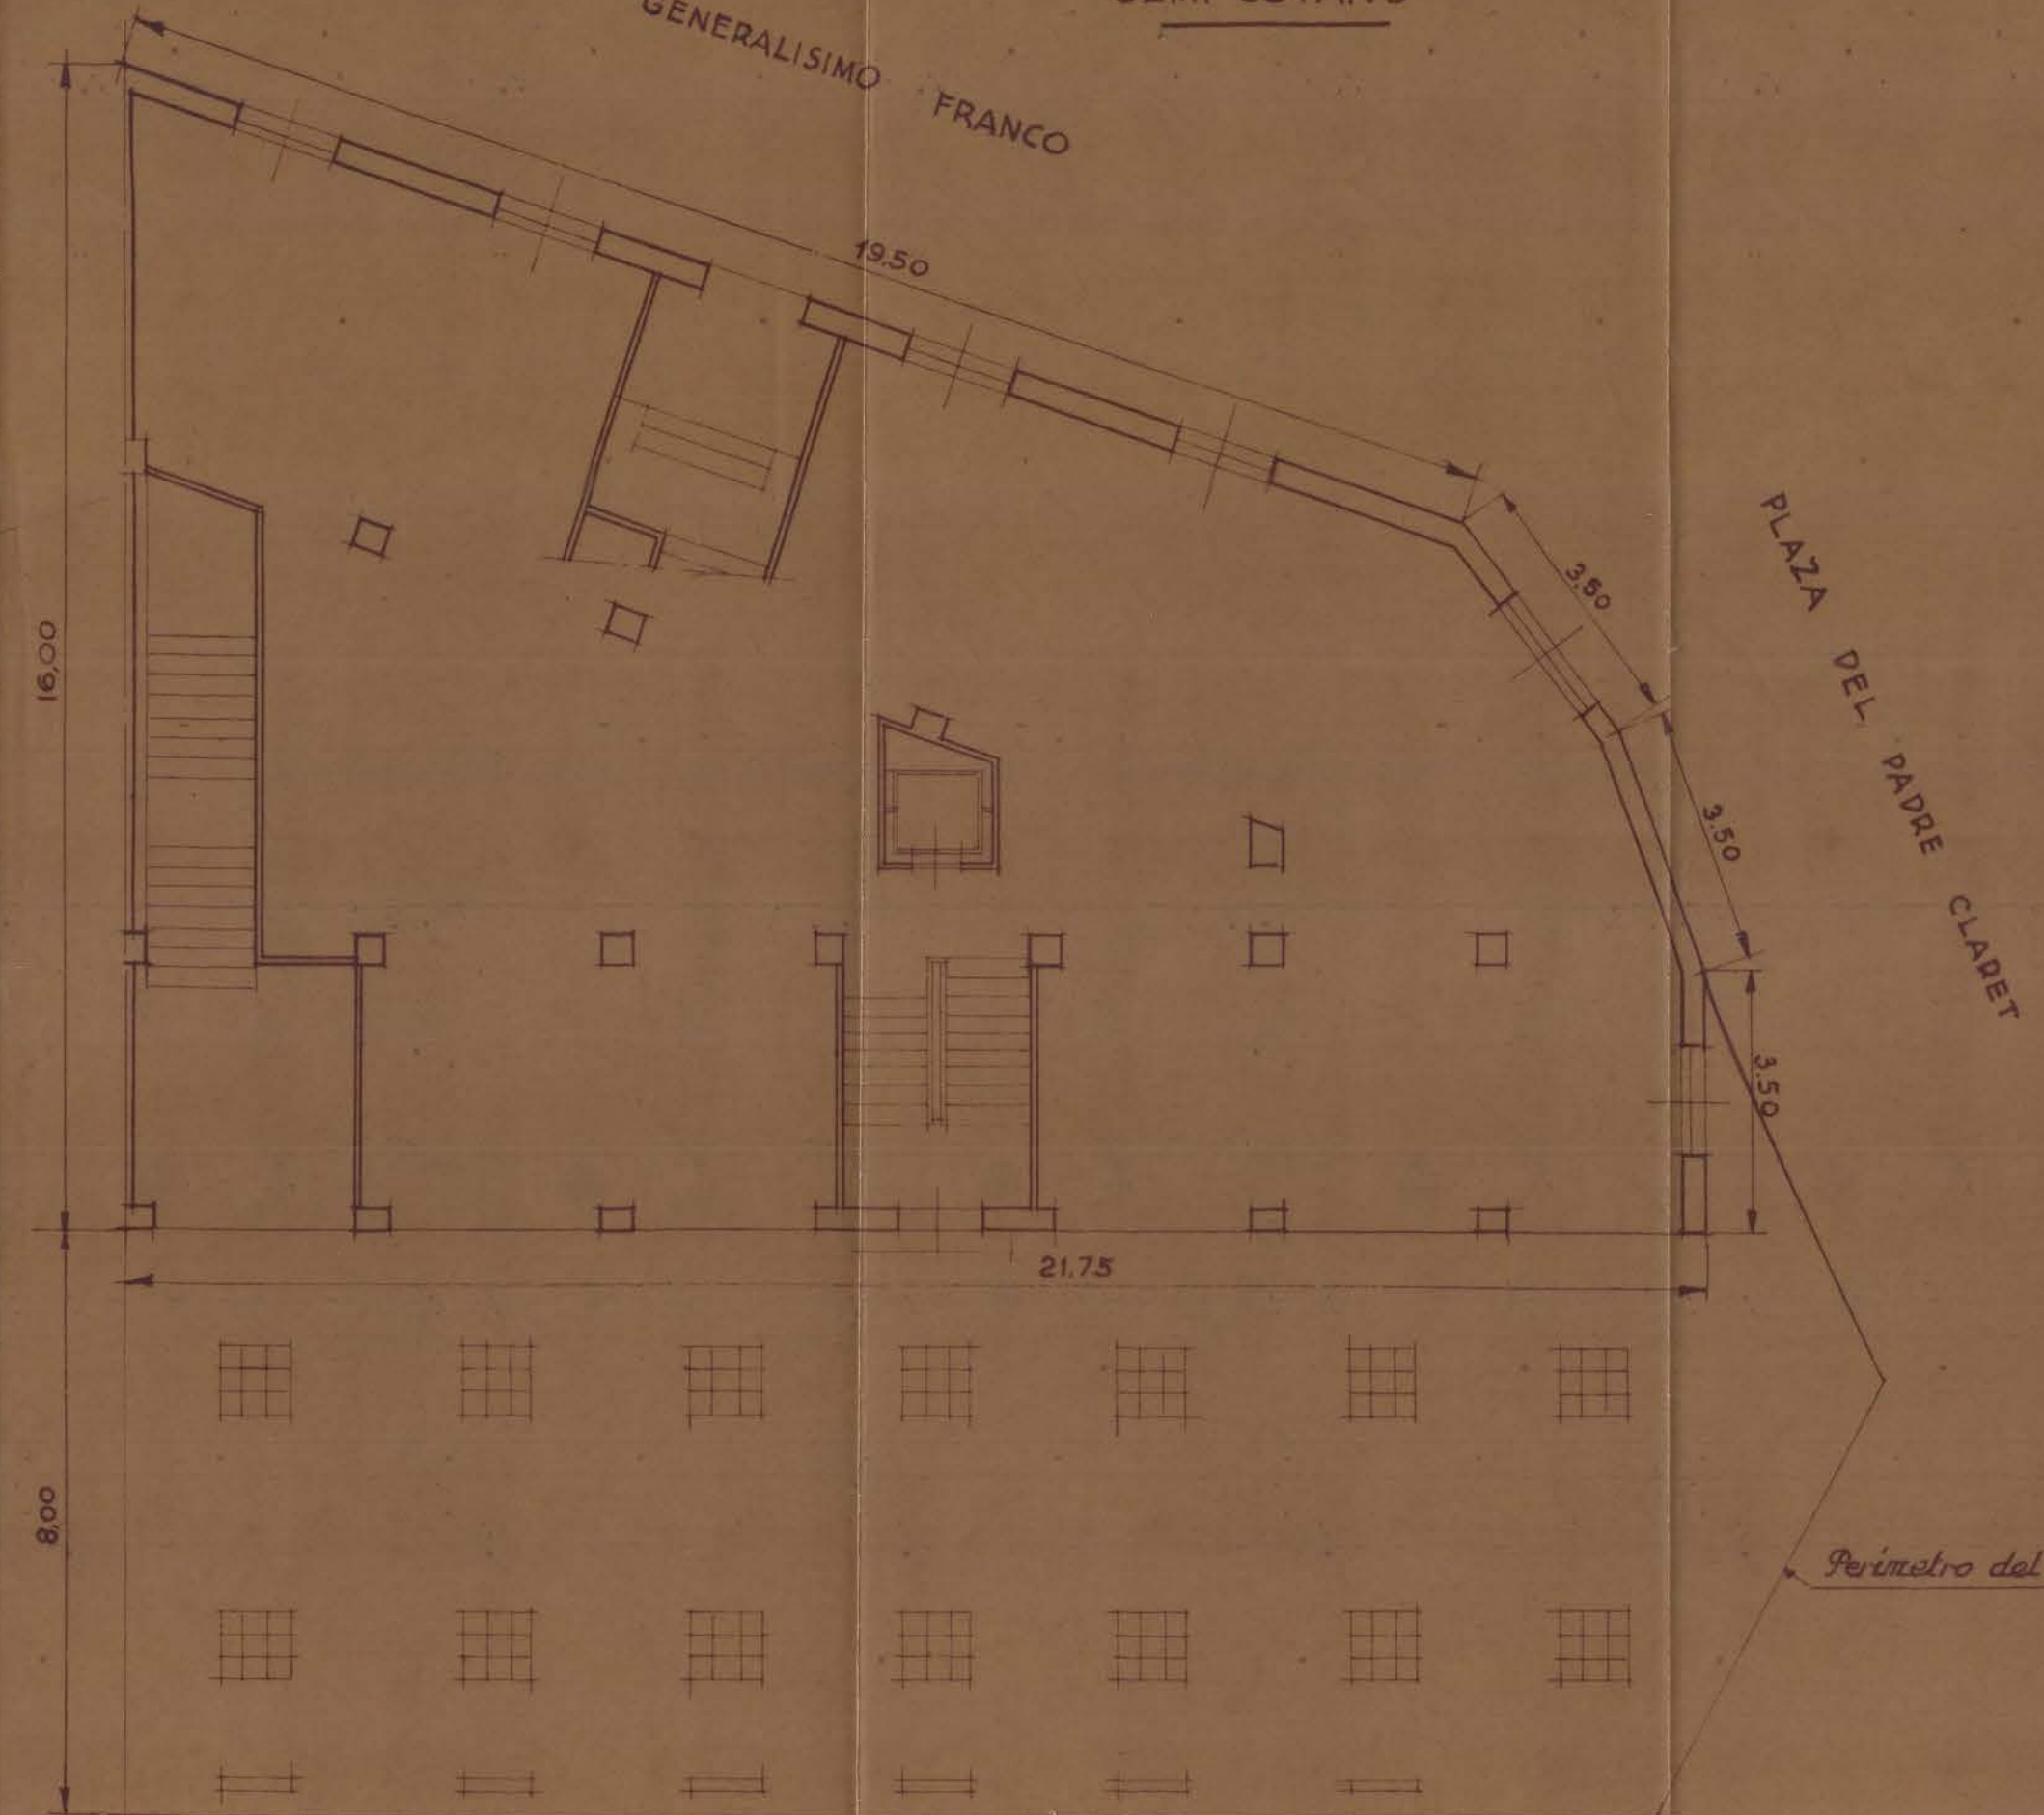 GENERALISIMO FRANCO
19.50
3,50
3.50
3.50
PLAZA DEL PADRE CLARET
16,00
21.75
8,00
Perímetro del